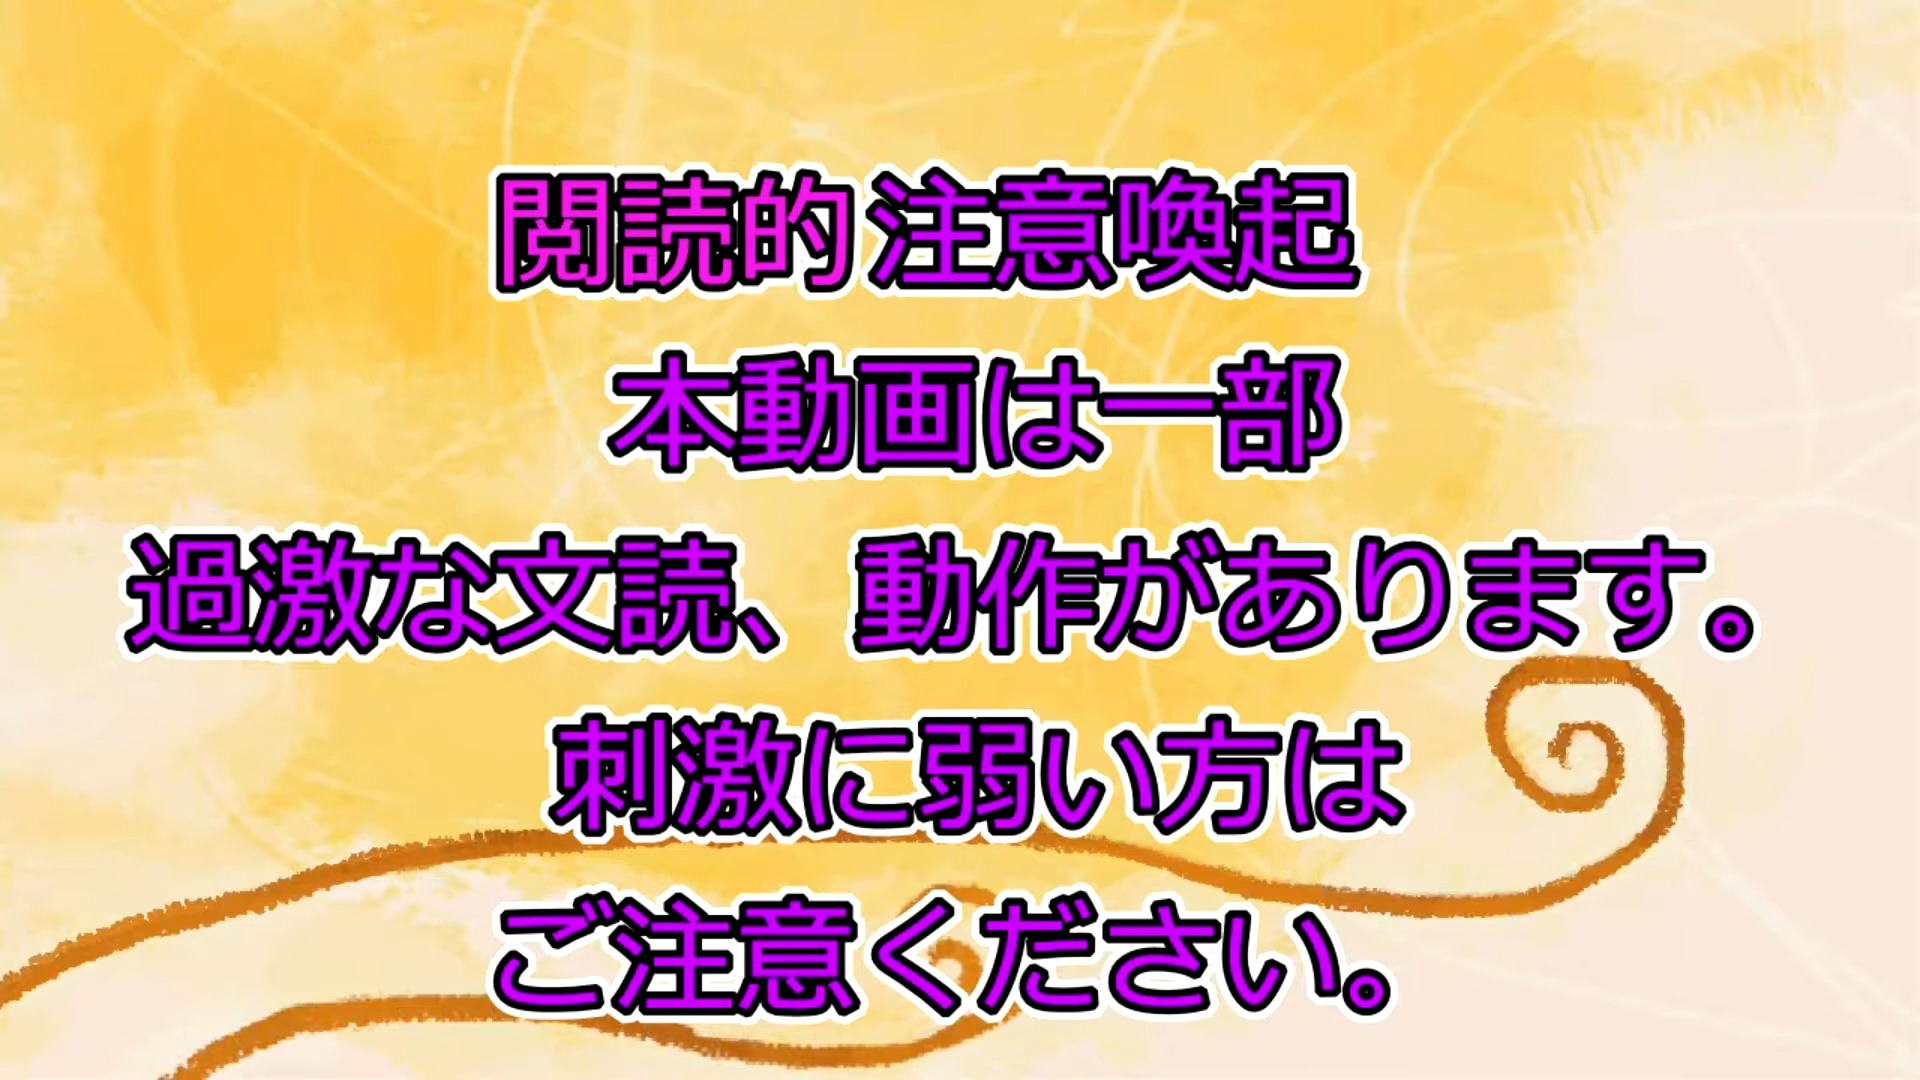 閲読的注意喚起
本動画は一部
過激な文読、動作があります。
刺激に弱い方は
ご注意ください。